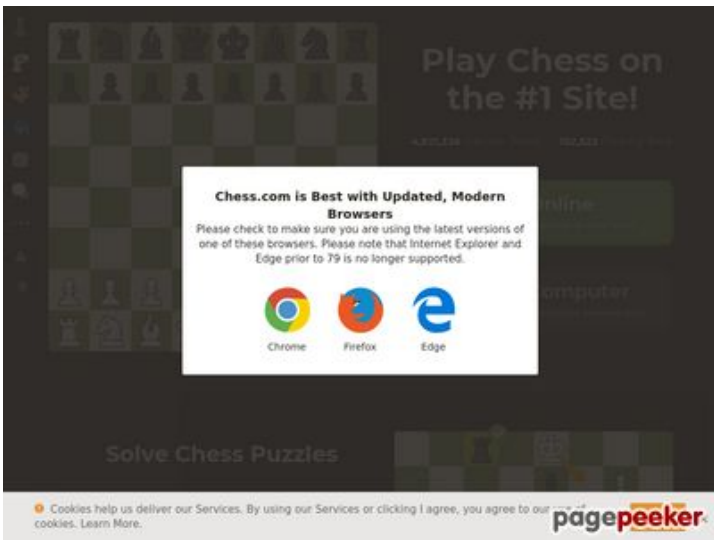 Play Chess on
the #1 Site!
Chess.com is Best with Updated, Modern
Browsers
Please check to make sure you are using the latest versions of
one of these browsers. Please note that Internet Explorer and
Edge prior to 79 is no longer supported.
Chrome Firefox Edge
Solve Chess Puzzles
Cookies help us deliver our Services. By using our Services or clicking I agree, you agree to our use of
cookies. Learn More.
pagepeeker